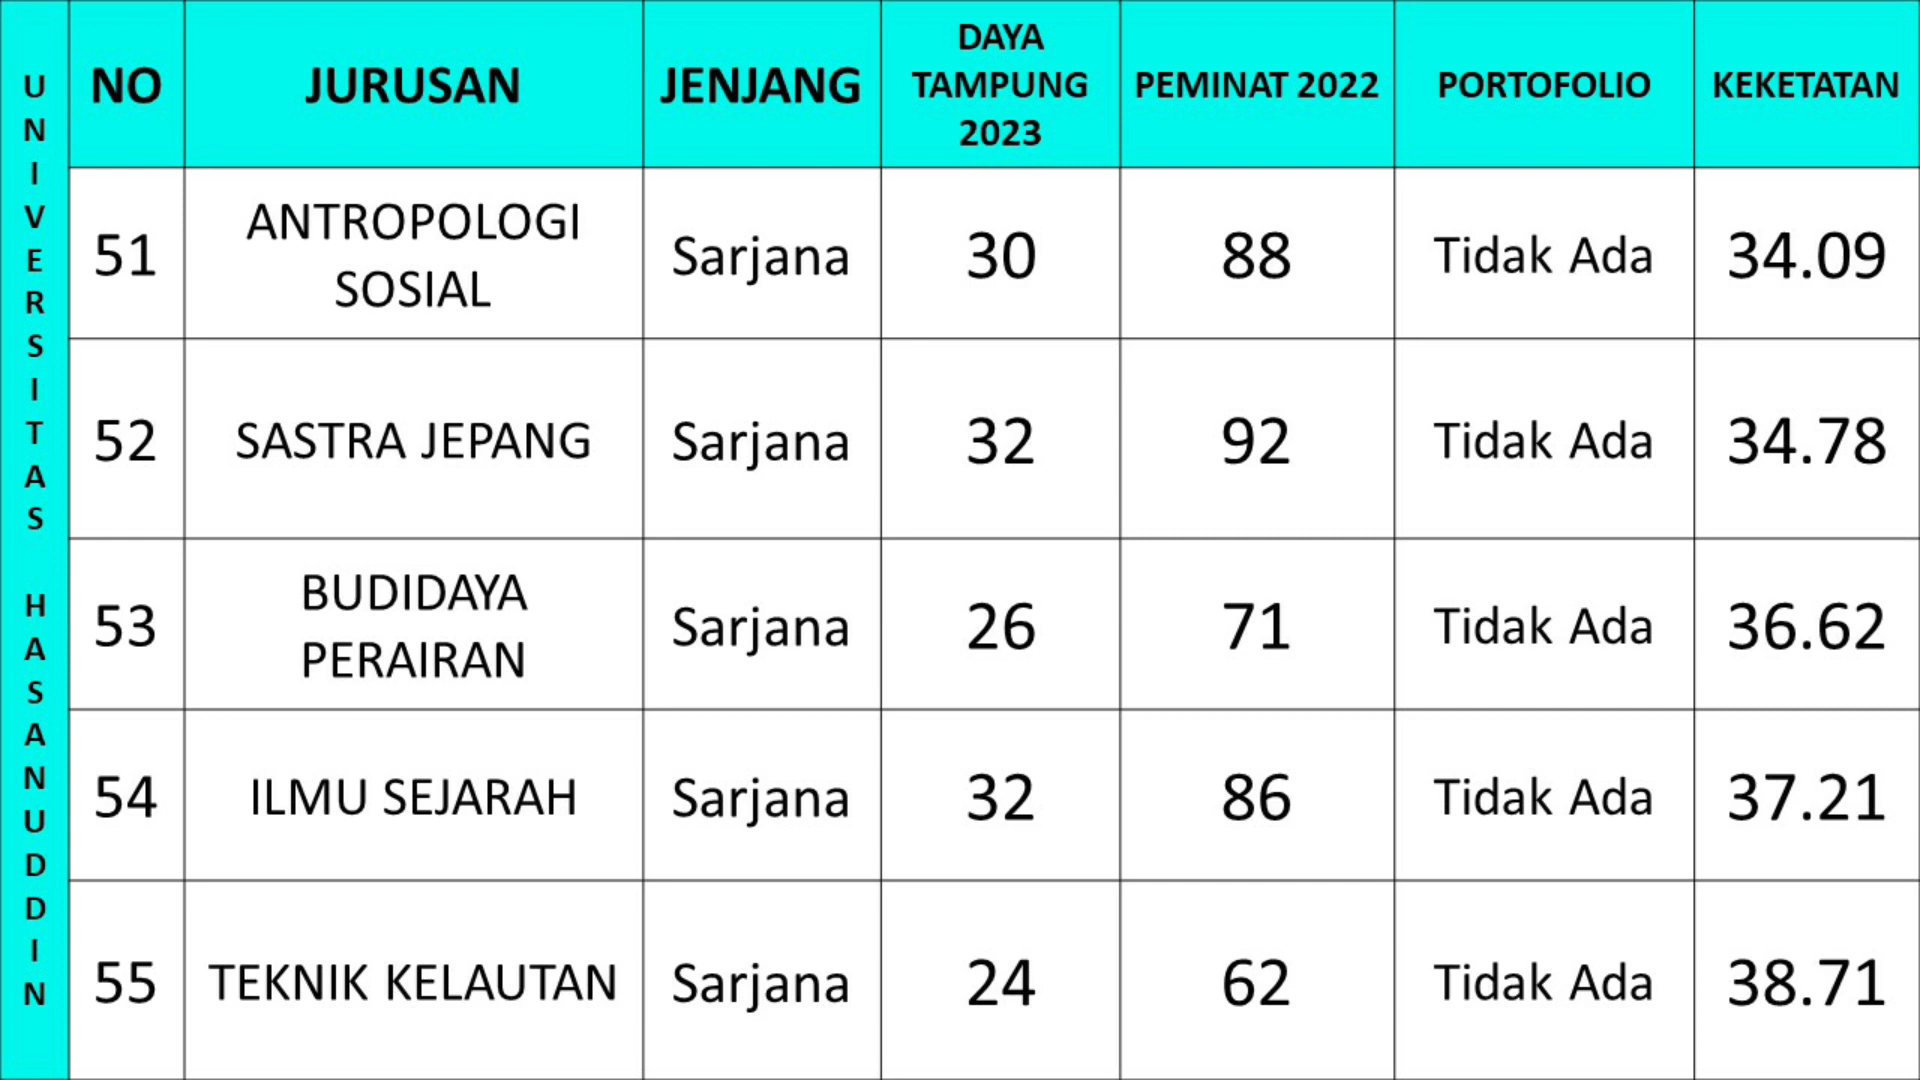 UNIVERSITAS HASANUDDIN
NO JURUSAN JENJANG DAYA TAMPUNG 2023 PEMINAT 2022 PORTOFOLIO KEKETATAN
51 ANTROPOLOGI SOSIAL Sarjana 30 88 Tidak Ada 34.09
52 SASTRA JEPANG Sarjana 32 92 Tidak Ada 34.78
53 BUDIDAYA PERAIRAN Sarjana 26 71 Tidak Ada 36.62
54 ILMU SEJARAH Sarjana 32 86 Tidak Ada 37.21
55 TEKNIK KELAUTAN Sarjana 24 62 Tidak Ada 38.71